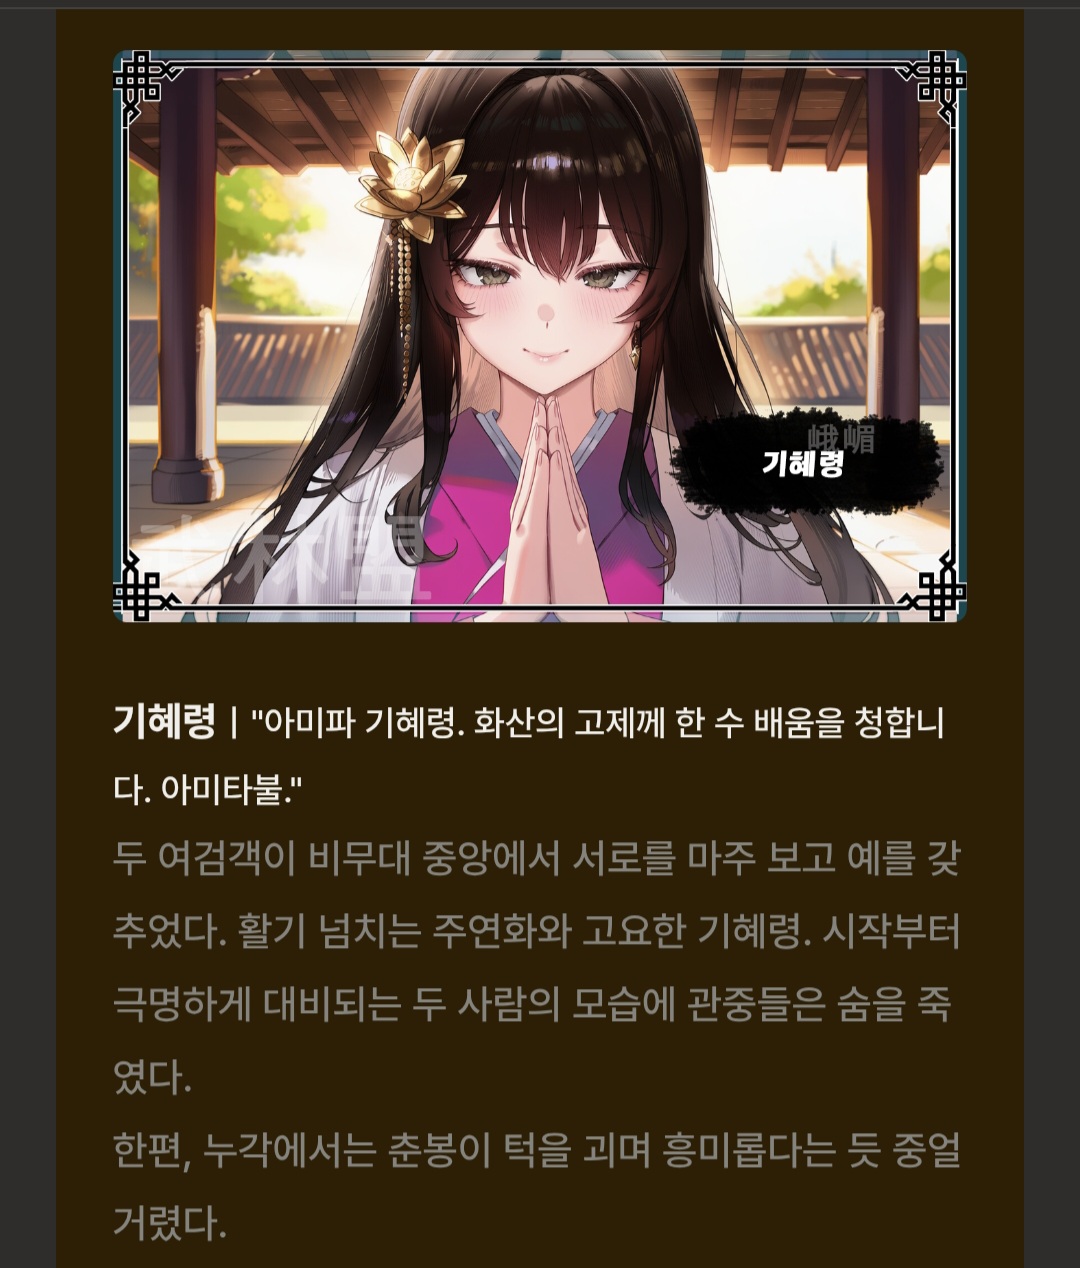 峨嵋
기혜령
武林盟
기혜령 | "아미파 기혜령. 화산의 고제께 한 수 배움을 청합니
다. 아미타불."
두 여검객이 비무대 중앙에서 서로를 마주 보고 예를 갖
추었다. 활기 넘치는 주연화와 고요한 기혜령. 시작부터
극명하게 대비되는 두 사람의 모습에 관중들은 숨을 죽
였다.
한편, 누각에서는 춘봉이 턱을 괴며 흥미롭다는 듯 중얼
거렸다.